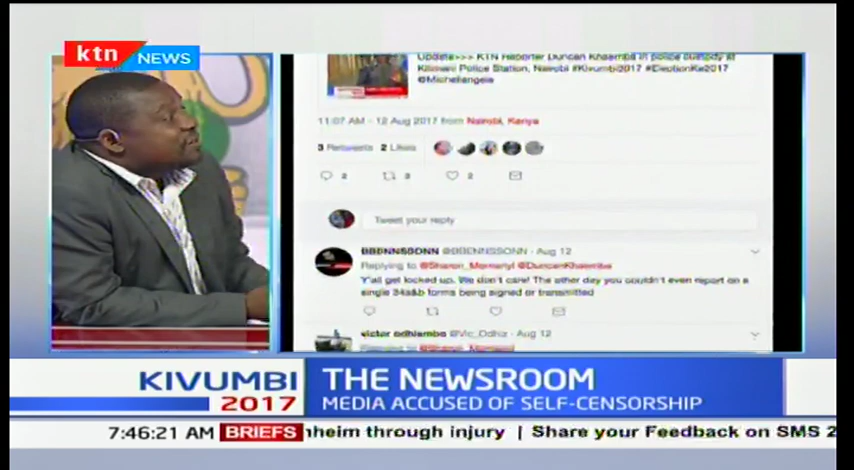 ktn NEWS
Update>>> KTN Reporter Duncan Khaemba in police custody at
Kilimani Police Station, Nairobi #Kivumbi2017 #ElectionKe2017
11:07 AM - 12 Aug 2017 from Nairobi, Kenya
3 Retweets 2 Likes
2 3 2
Tweet your reply
BBENNSSONN @BBENNSSONN · Aug 12
Replying to @DuncanKhaemba
Y'all get locked up. We don't care! The other day you couldn't even report on a
single 34a&b forms being signed or transmitted
victor odhiambo @Vic_Odhis · Aug 12
Replying to
KIVUMBI
2017
THE NEWSROOM
MEDIA ACCUSED OF SELF-CENSORSHIP
7:46:21 AM BRIEFS nheim through injury | Share your Feedback on SMS 2